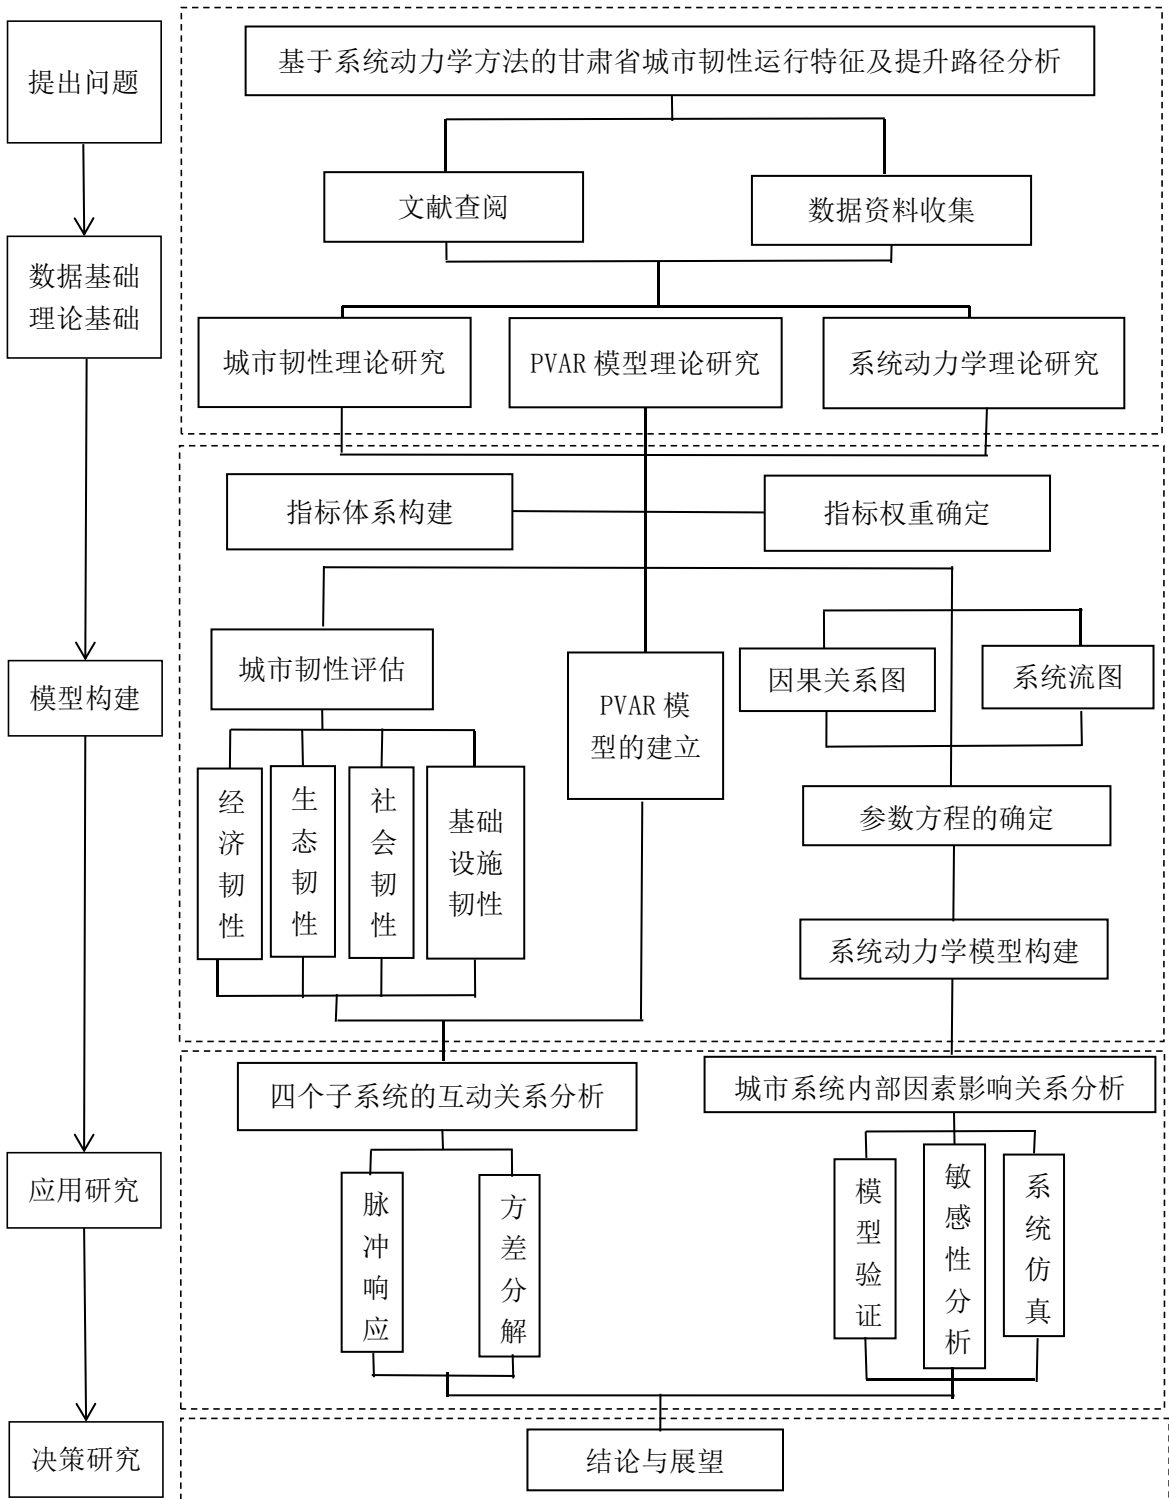 提出问题
基于系统动力学方法的甘肃省城市韧性运行特征及提升路径分析
文献查阅
数据资料收集
数据基础
理论基础
城市韧性理论研究
PVAR 模型理论研究
系统动力学理论研究
指标体系构建
指标权重确定
模型构建
城市韧性评估
PVAR 模
型的建立
因果关系图
系统流图
经济韧性
生态韧性
社会韧性
基础
设施
韧性
参数方程的确定
系统动力学模型构建
应用研究
四个子系统的互动关系分析
城市系统内部因素影响关系分析
脉冲响应
方差分解
模型验证
敏感性分析
系统仿真
决策研究
结论与展望